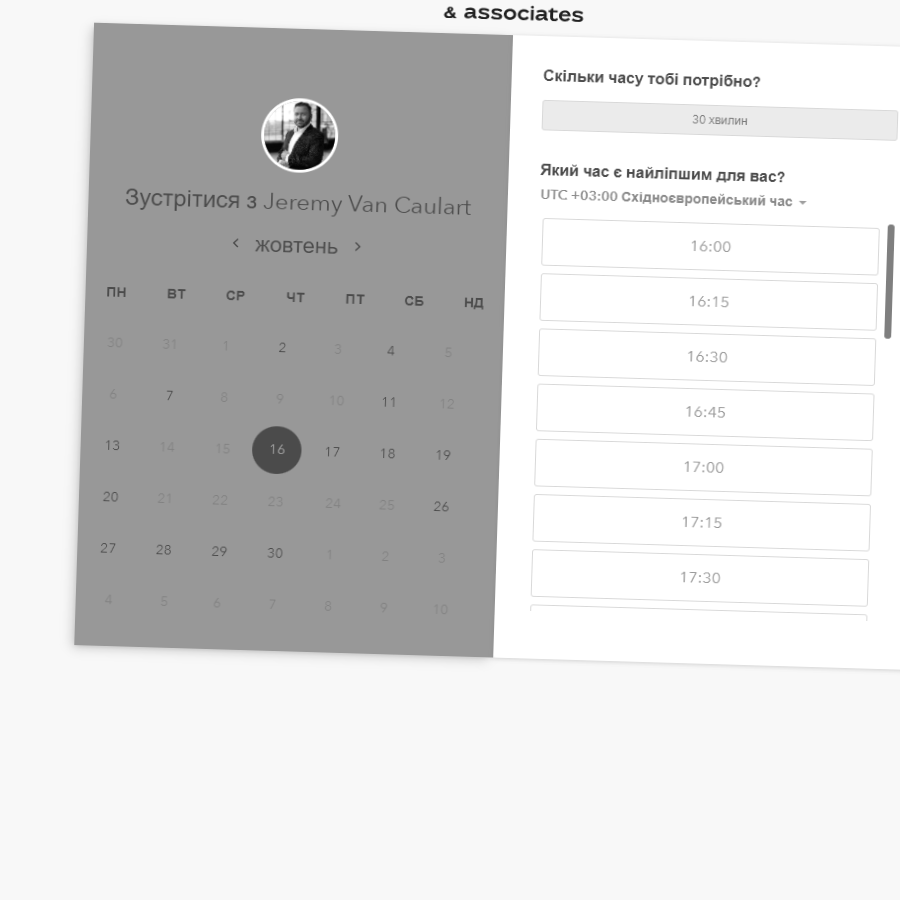 & associates
Зустрітися з Jeremy Van Caulart
жовтень
ПН ВТ СР ЧТ ПТ СБ НД
30 31 1 2 3 4 5
6 7 8 9 10 11 12
13 14 15 16 17 18 19
20 21 22 23 24 25 26
27 28 29 30 1 2 3
4 5 6 7 8 9 10
Скільки часу тобі потрібно?
30 хвилин
Який час є найліпшим для вас?
UTC +03:00 Східноєвропейський час
16:00
16:15
16:30
16:45
17:00
17:15
17:30